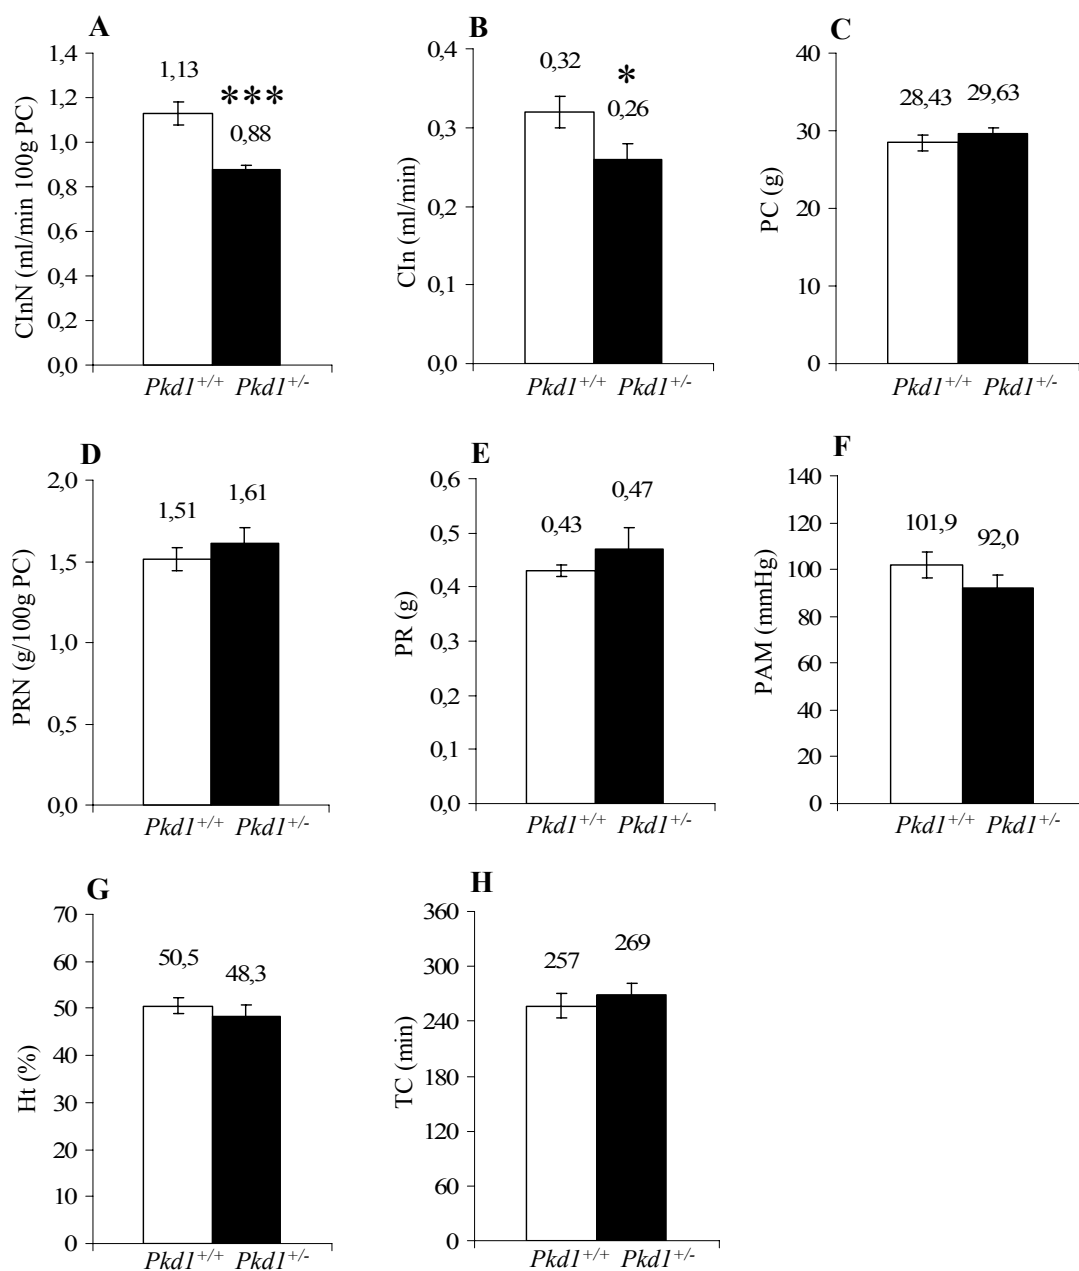 A
ClnN (ml/min 100g PC)
1,4
1,2
1,0
0,8
0,6
0,4
0,2
0,0
1,13
***
0,88
Pkd1+/+ Pkd1+/-
B
CIn (ml/min)
0,4
0,3
0,2
0,1
0,0
0,32
*
0,26
Pkd1+/+ Pkd1+/-
C
PC (g)
40
30
20
10
0
28,43 29,63
Pkd1+/+ Pkd1+/-
D
PRN (g/100g PC)
2,0
1,5
1,0
0,5
0,0
1,51
1,61
Pkd1+/+ Pkd1+/-
E
PR (g)
0,6
0,5
0,4
0,3
0,2
0,1
0,0
0,43
0,47
Pkd1+/+ Pkd1+/-
F
PAM (mmHg)
140
120
100
80
60
40
20
0
101,9
92,0
Pkd1+/+ Pkd1+/-
G
Ht (%)
70
60
50
40
30
20
10
0
50,5
48,3
Pkd1+/+ Pkd1+/-
H
TC (min)
360
300
240
180
120
60
0
257
269
Pkd1+/+ Pkd1+/-